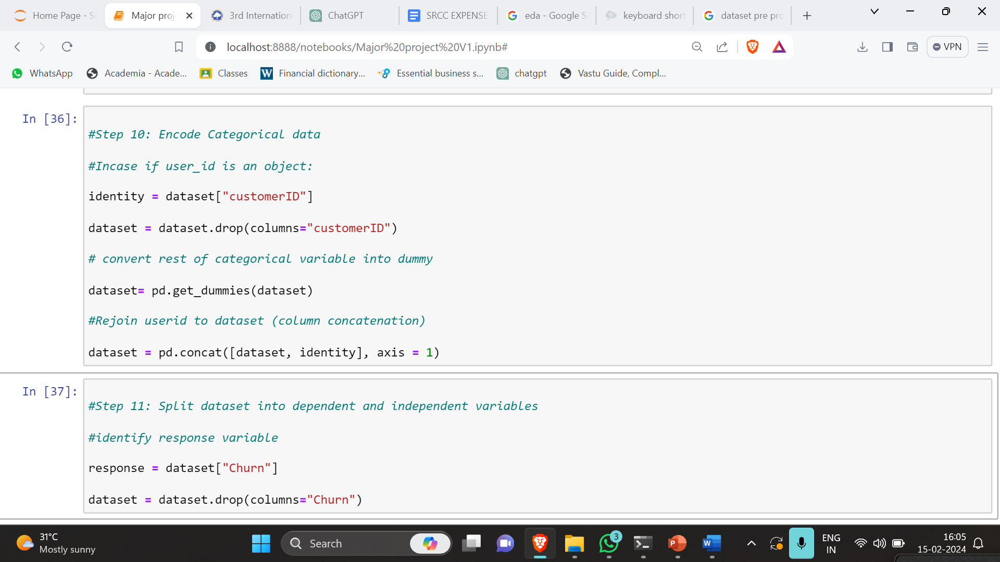 Home Page - S
Major proj
3rd Internation
ChatGPT
SRCC EXPENSE
eda - Google S
keyboard short
dataset pre pro
localhost:8888/notebooks/Major%20project%20V1.ipynb#
VPN
WhatsApp
Academia - Acade...
Classes
W Financial dictionary...
Essential business s...
chatgpt
Vastu Guide, Compl...
In [36]:
#Step 10: Encode Categorical data
#Incase if user_id is an object:
identity = dataset["customerID"]
dataset = dataset.drop(columns="customerID")
# convert rest of categorical variable into dummy
dataset= pd.get_dummies(dataset)
#Rejoin userid to dataset (column concatenation)
dataset = pd.concat([dataset, identity], axis = 1)
In [37]:
#Step 11: Split dataset into dependent and independent variables
#identify response variable
response = dataset["Churn"]
dataset = dataset.drop(columns="Churn")
31°C
Mostly sunny
Search
3
P
W
ENG
IN
16:05
15-02-2024